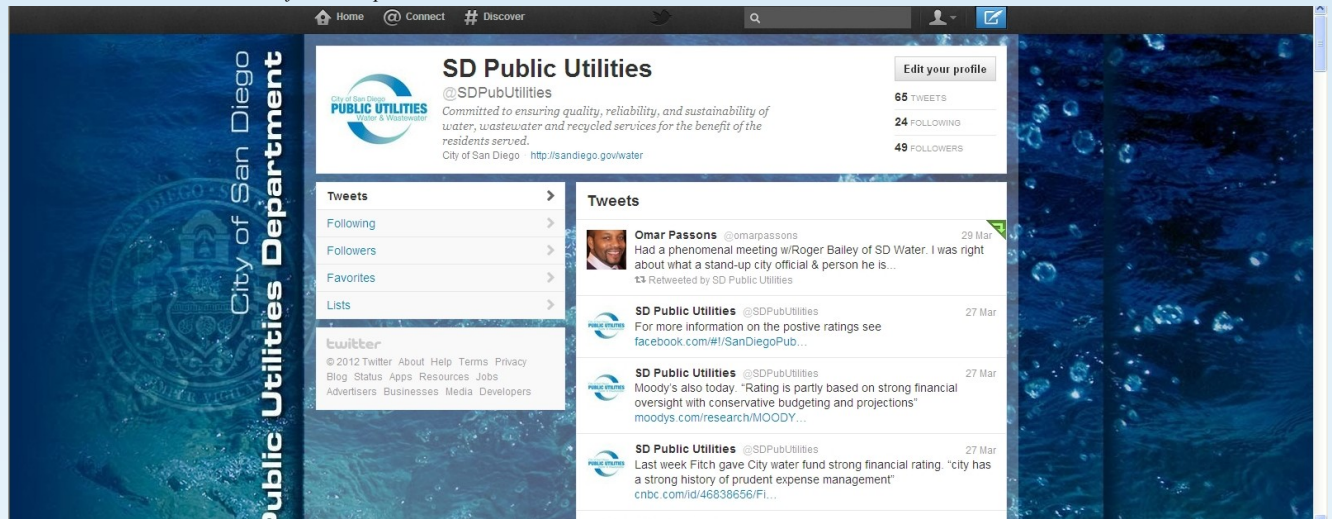 Home @ Connect # Discover
City of San Diego
Public Utilities Department
City of San Diego
PUBLIC UTILITIES
Water & Wastewater
SD Public Utilities
@SDPubUtilities
Committed to ensuring quality, reliability, and sustainability of
water, wastewater and recycled services for the benefit of the
residents served.
City of San Diego http://sandiego.gov/water
Edit your profile
65 TWEETS
24 FOLLOWING
49 FOLLOWERS
Tweets
Following
Followers
Favorites
Lists
twitter
© 2012 Twitter About Help Terms Privacy
Blog Status Apps Resources Jobs
Advertisers Businesses Media Developers
Tweets
Omar Passons @omarpassons 29 Mar
Had a phenomenal meeting w/Roger Bailey of SD Water. I was right
about what a stand-up city official & person he is...
Retweeted by SD Public Utilities
SD Public Utilities @SDPubUtilities 27 Mar
For more information on the postive ratings see
facebook.com/#!/SanDiegoPub...
SD Public Utilities @SDPubUtilities 27 Mar
Moody's also today. “Rating is partly based on strong financial
oversight with conservative budgeting and projections”
moodys.com/research/MOODY...
SD Public Utilities @SDPubUtilities 27 Mar
Last week Fitch gave City water fund strong financial rating. “city has
a strong history of prudent expense management”
cnbc.com/id/46838656/Fi...